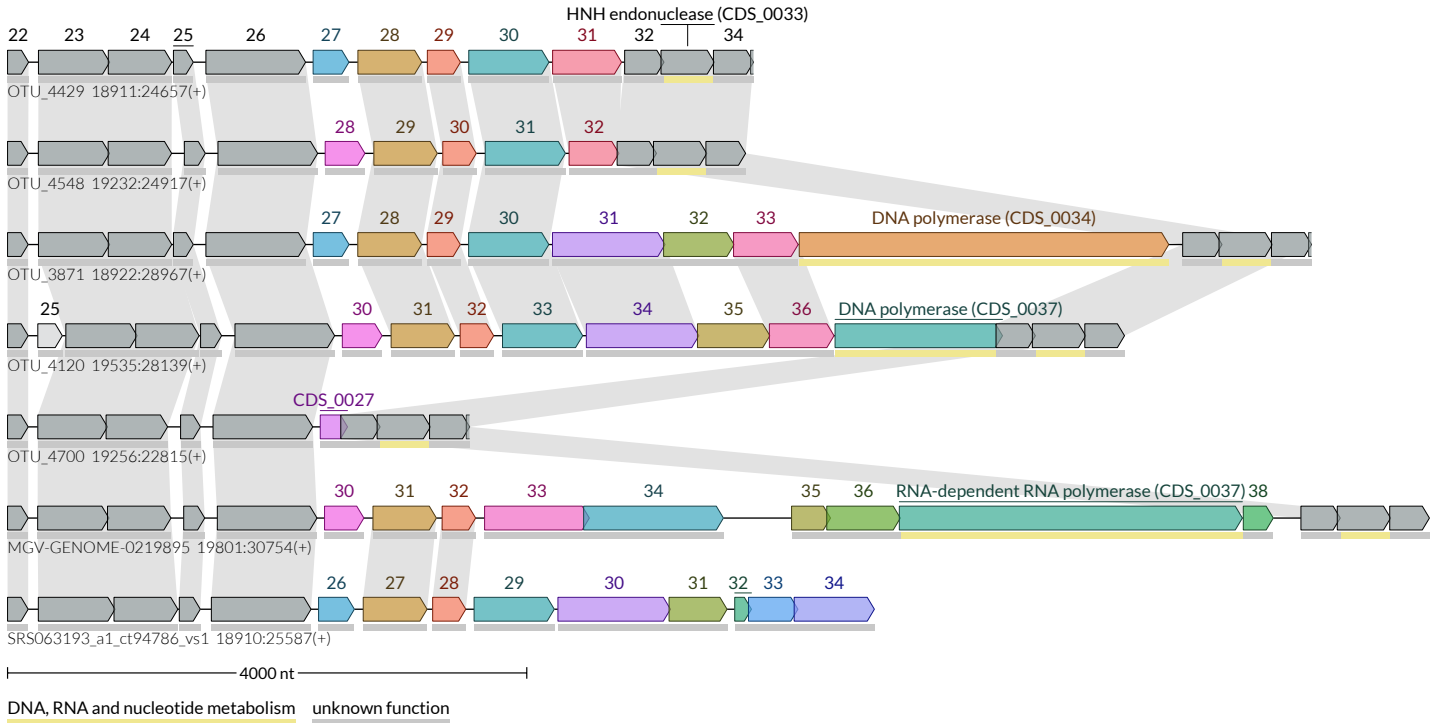 HNH endonuclease (CDS_0033)
22 23 24 25 26 27 28 29 30 31 32 34
OTU_4429 18911:24657(+)
28 29 30 31 32
OTU_4548 19232:24917(+)
27 28 29 30 31 32 33 DNA polymerase (CDS_0034)
OTU_3871 18922:28967(+)
25 30 31 32 33 34 35 36 DNA polymerase (CDS_0037)
OTU_4120 19535:28139(+)
CDS_0027
OTU_4700 19256:22815(+)
30 31 32 33 34 35 36 RNA-dependent RNA polymerase (CDS_0037) 38
MGV-GENOME-0219895 19801:30754(+)
26 27 28 29 30 31 32 33 34
SRS063193_a1_ct94786_vs1 18910:25587(+)
4000 nt
DNA, RNA and nucleotide metabolism unknown function